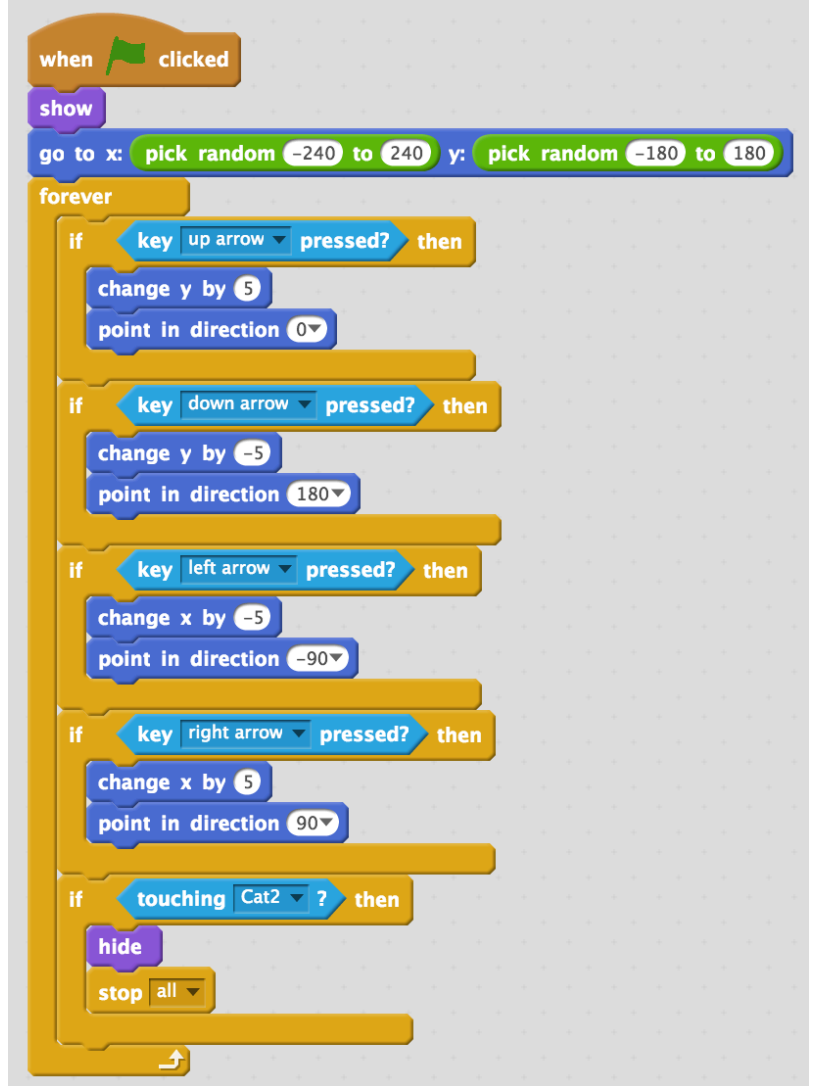 when clicked
show
go to x: pick random -240 to 240 y: pick random -180 to 180
forever
if key up arrow pressed? then
change y by 5
point in direction 0
if key down arrow pressed? then
change y by -5
point in direction 180
if key left arrow pressed? then
change x by -5
point in direction -90
if key right arrow pressed? then
change x by 5
point in direction 90
if touching Cat2 ? then
hide
stop all